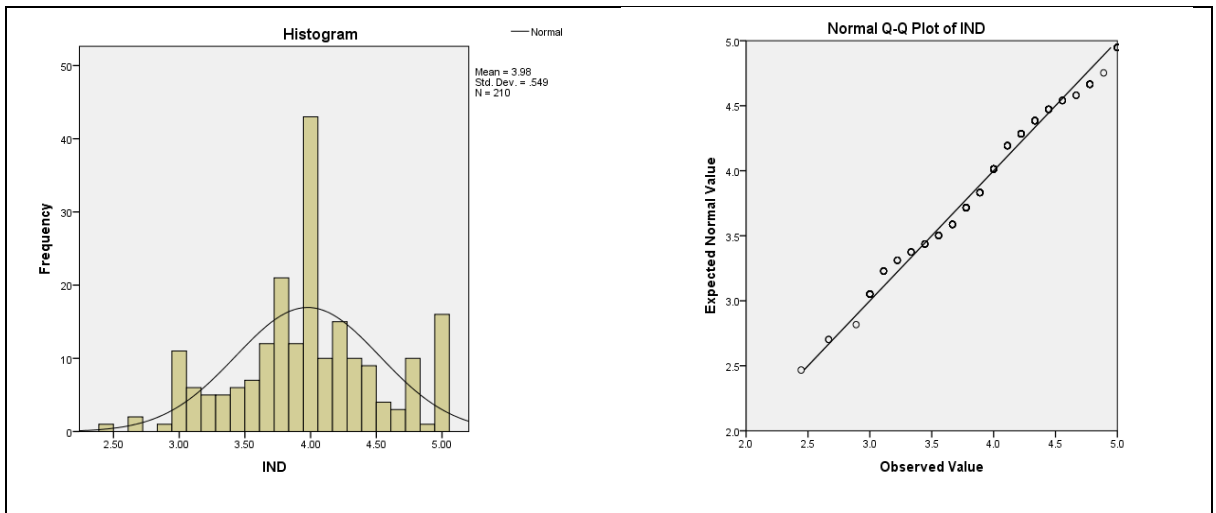 Histogram
Normal
Mean = 3.98
Std. Dev. = .549
N = 210
50
40
30
20
10
0
Frequency
2.50 3.00 3.50 4.00 4.50 5.00
IND
Normal Q-Q Plot of IND
5.0
4.5
4.0
3.5
3.0
2.5
2.0
Expected Normal Value
2.0 2.5 3.0 3.5 4.0 4.5 5.0
Observed Value